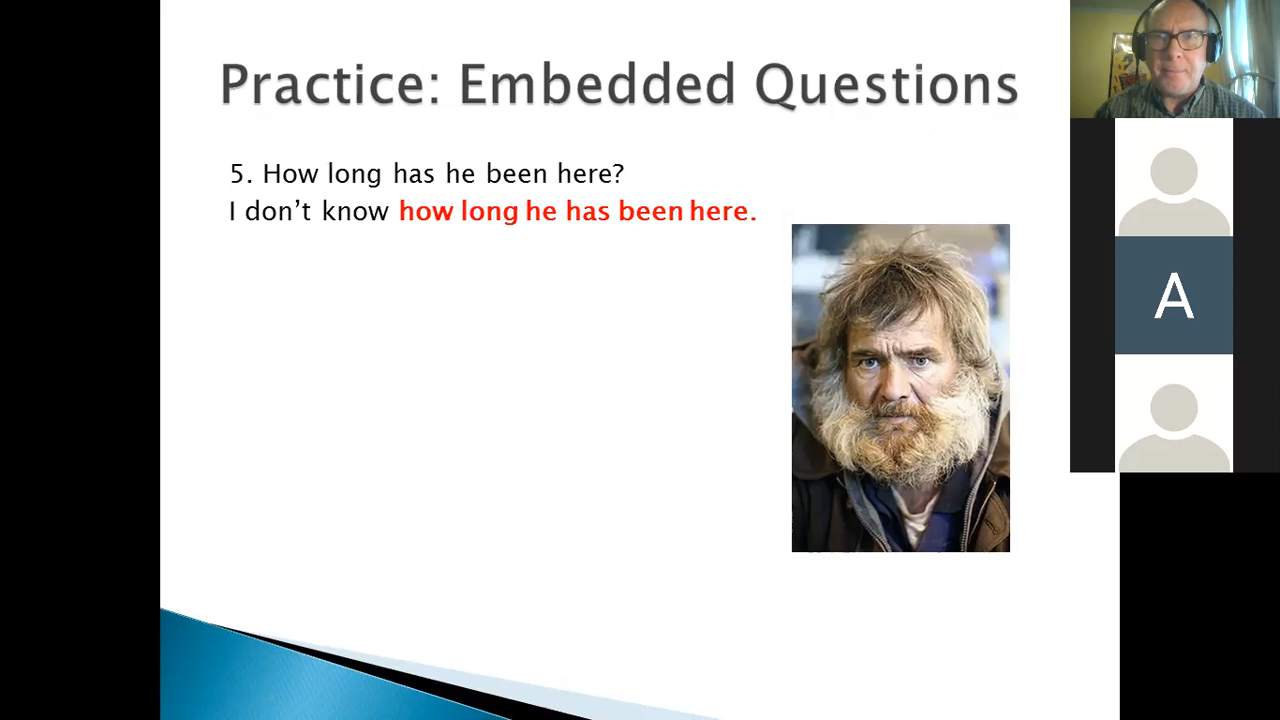 Practice: Embedded Questions
5. How long has he been here?
I don’t know how long he has been here.
A